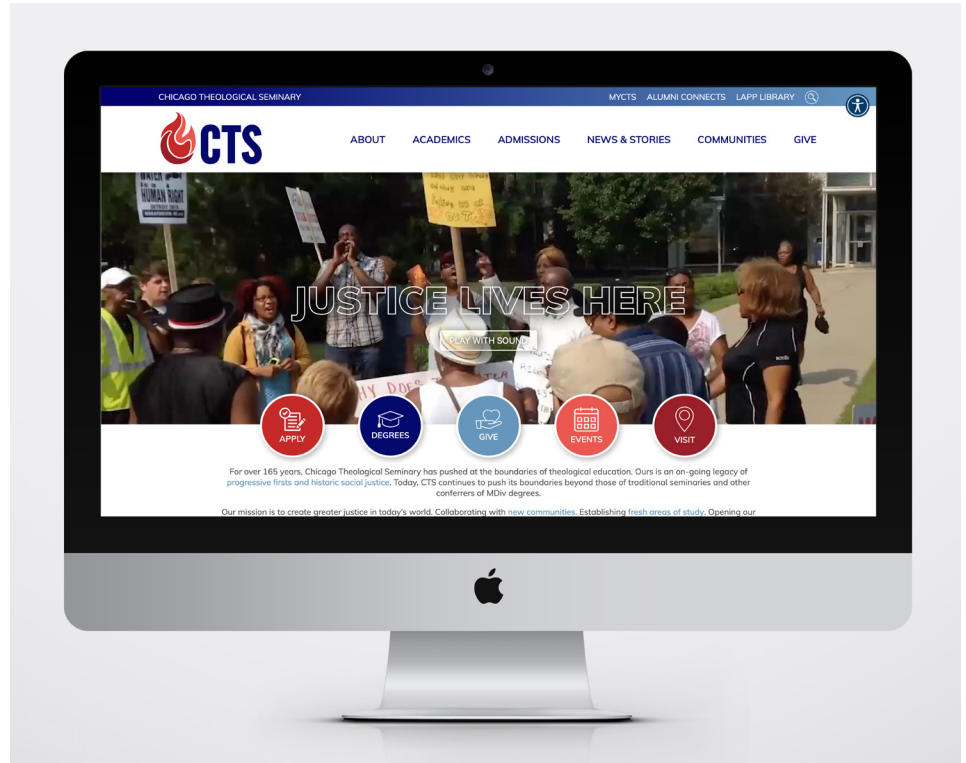 CHICAGO THEOLOGICAL SEMINARY
MYCTS ALUMNI CONNECTS LAPP LIBRARY
CTS
ABOUT ACADEMICS ADMISSIONS NEWS & STORIES COMMUNITIES GIVE
HUMAN RIGHT
JUSTICE LIVES HERE
PLAY WITH SOUND
WHY DOES
APPLY DEGREES GIVE EVENTS VISIT
For over 165 years, Chicago Theological Seminary has pushed at the boundaries of theological education. Ours is an on-going legacy of
progressive firsts and historic social justice. Today, CTS continues to push its boundaries beyond those of traditional seminaries and other
conferrers of MDiv degrees.
Our mission is to create greater justice in today's world. Collaborating with new communities. Establishing fresh areas of study. Opening our